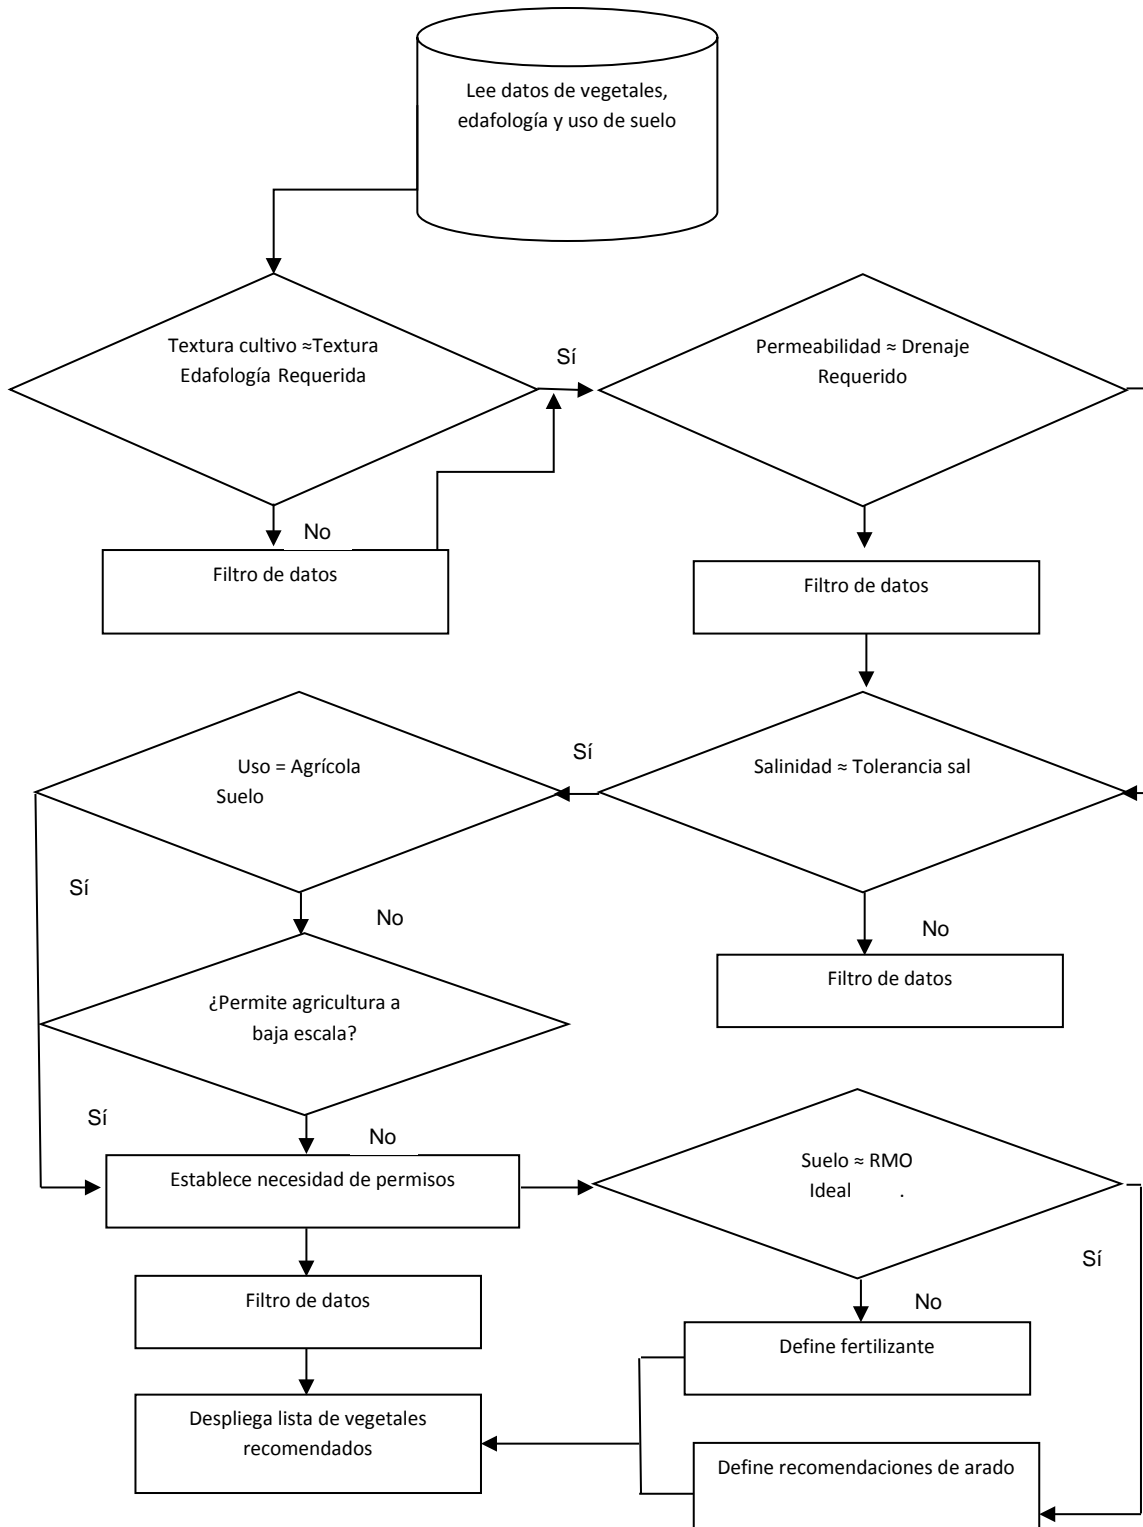 Lee datos de vegetales,
edafología y uso de suelo
Textura cultivo ≈Textura
Edafología Requerida
Sí
Permeabilidad ≈ Drenaje
Requerido
No
Filtro de datos
Filtro de datos
Uso = Agrícola
Suelo
Sí
Salinidad ≈ Tolerancia sal
Sí
No
No
Filtro de datos
¿Permite agricultura a
baja escala?
Sí
No
Establece necesidad de permisos
Suelo ≈ RMO
Ideal .
Sí
No
Filtro de datos
Define fertilizante
Despliega lista de vegetales
recomendados
Define recomendaciones de arado